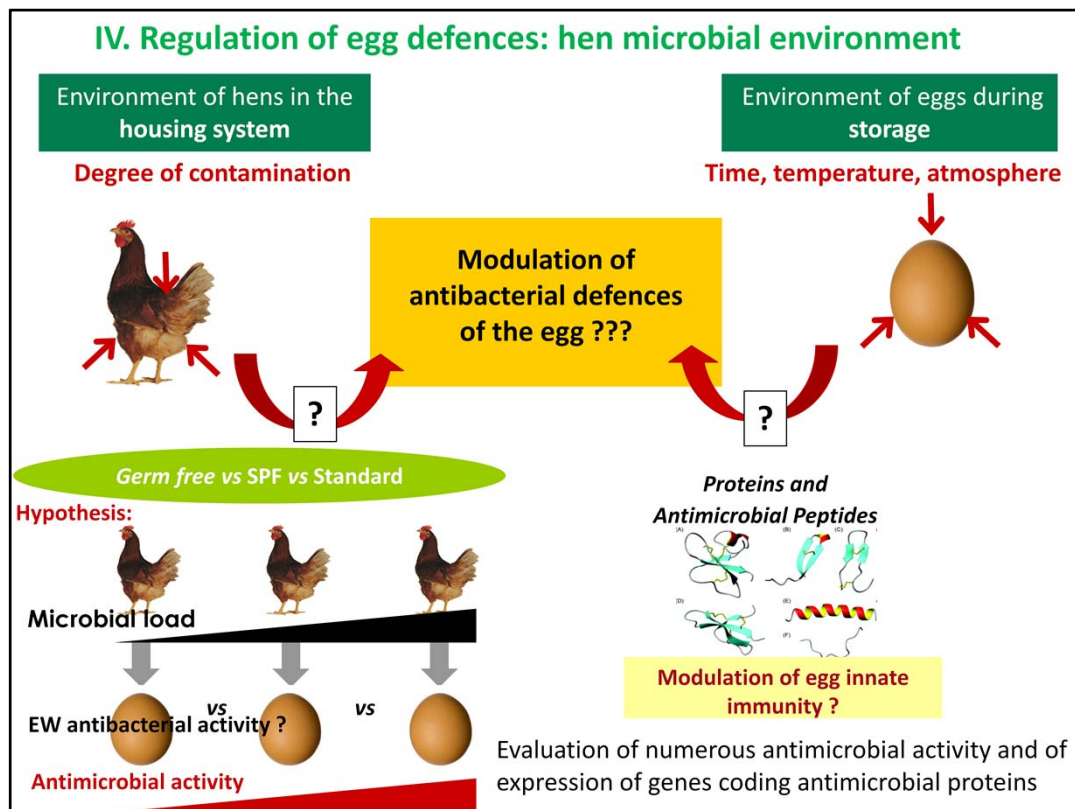 IV. Regulation of egg defences: hen microbial environment
Environment of hens in the
housing system
Degree of contamination
Environment of eggs during
storage
Time, temperature, atmosphere
Modulation of
antibacterial defences
of the egg ???
?
?
Germ free vs SPF vs Standard
Hypothesis:
Microbial load
vs
vs
EW antibacterial activity ?
Antimicrobial activity
Proteins and
Antimicrobial Peptides
(A)
(B)
(C)
(D)
(E)
(F)
Modulation of egg innate
immunity ?
Evaluation of numerous antimicrobial activity and of
expression of genes coding antimicrobial proteins